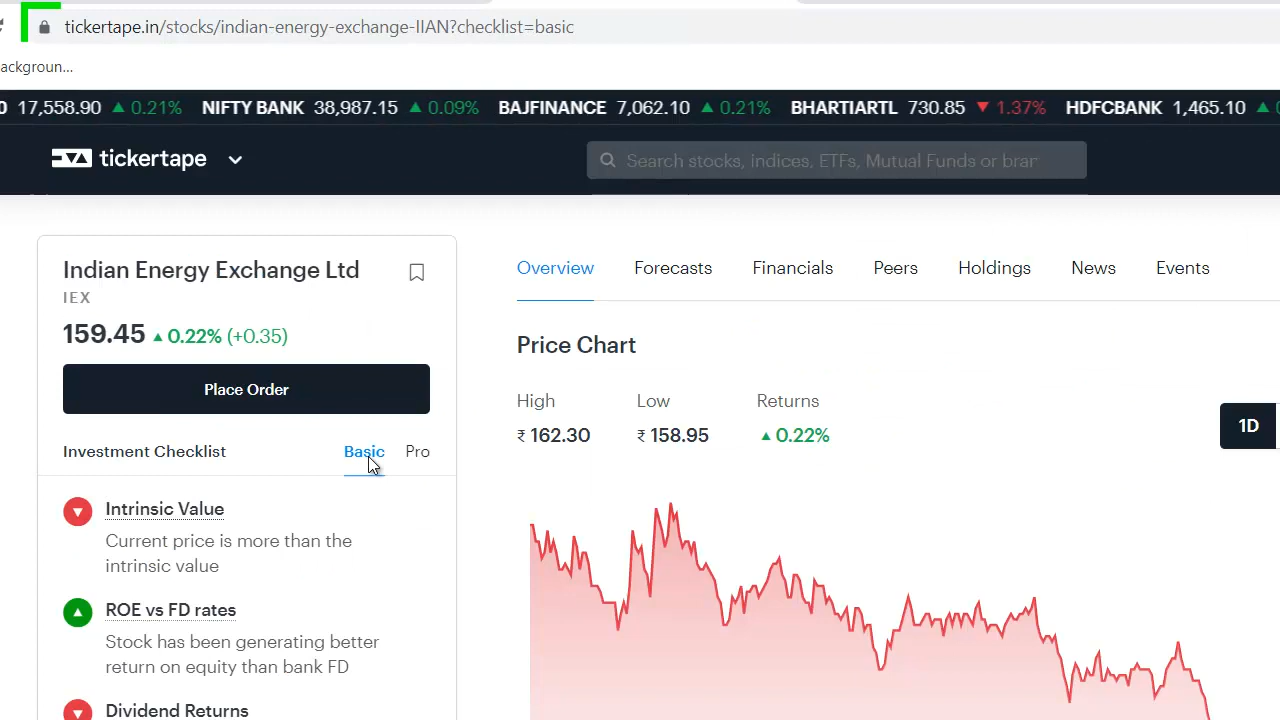 tickertape.in/stocks/indian-energy-exchange-IIAN?checklist=basic
ackgroun...
0 17,558.90 ▲ 0.21% NIFTY BANK 38,987.15 ▲ 0.09% BAJFINANCE 7,062.10 ▲ 0.21% BHARTIARTL 730.85 ▼ 1.37% HDFCBANK 1,465.10 ▲
tickertape
Search stocks, indices, ETFs, Mutual Funds or brar
Indian Energy Exchange Ltd
IEX
159.45 ▲ 0.22% (+0.35)
Place Order
Investment Checklist Basic Pro
Intrinsic Value
Current price is more than the
intrinsic value
ROE vs FD rates
Stock has been generating better
return on equity than bank FD
Dividend Returns
Overview Forecasts Financials Peers Holdings News Events
Price Chart
High Low Returns
₹ 162.30 ₹ 158.95 ▲ 0.22%
1D